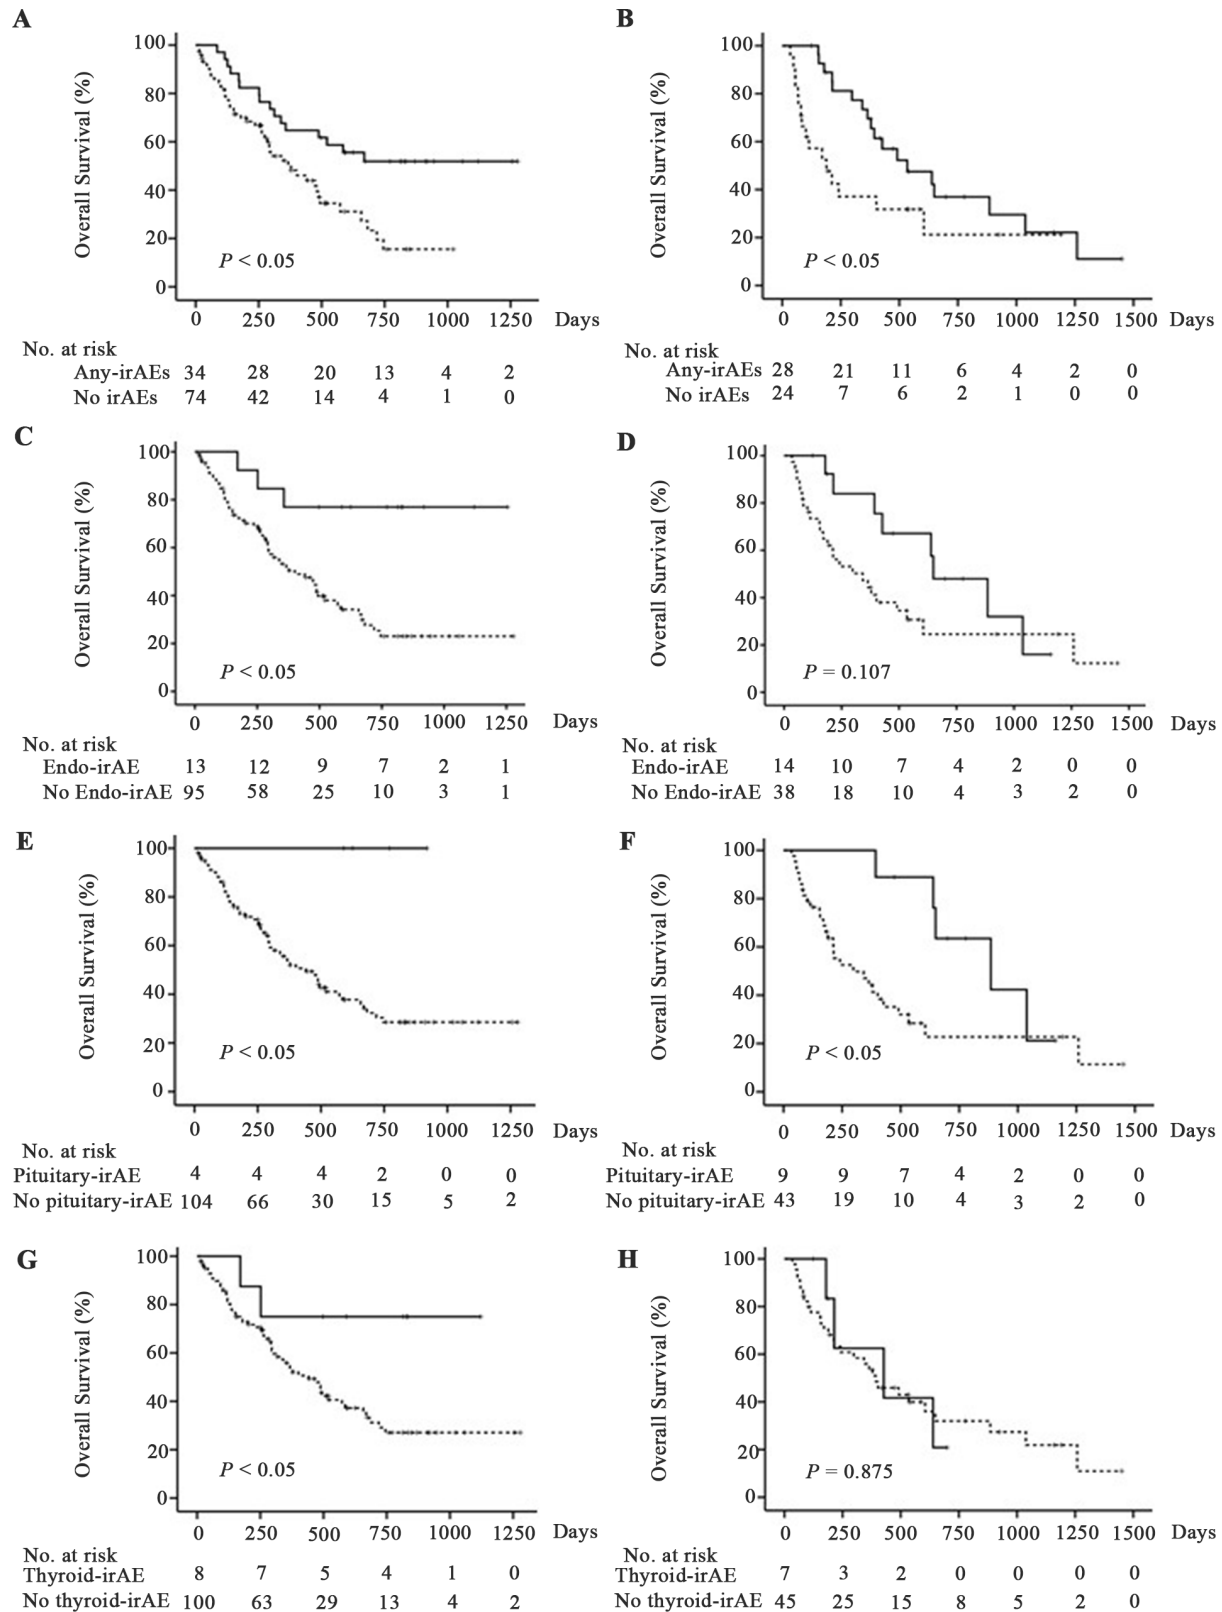 A
Overall Survival (%)
100
80
60
40
20
0
P < 0.05
0 250 500 750 1000 1250 Days
No. at risk
Any-irAEs 34 28 20 13 4 2
No irAEs 74 42 14 4 1 0
B
Overall Survival (%)
100
80
60
40
20
0
P < 0.05
0 250 500 750 1000 1250 1500 Days
No. at risk
Any-irAEs 28 21 11 6 4 2 0
No irAEs 24 7 6 2 1 0 0
C
Overall Survival (%)
100
80
60
40
20
0
P < 0.05
0 250 500 750 1000 1250 Days
No. at risk
Endo-irAE 13 12 9 7 2 1
No Endo-irAE 95 58 25 10 3 1
D
Overall Survival (%)
100
80
60
40
20
0
P = 0.107
0 250 500 750 1000 1250 1500 Days
No. at risk
Endo-irAE 14 10 7 4 2 0 0
No Endo-irAE 38 18 10 4 3 2 0
E
Overall Survival (%)
100
80
60
40
20
0
P < 0.05
0 250 500 750 1000 1250 Days
No. at risk
Pituitary-irAE 4 4 4 2 0 0
No pituitary-irAE 104 66 30 15 5 2
F
Overall Survival (%)
100
80
60
40
20
0
P < 0.05
0 250 500 750 1000 1250 1500 Days
No. at risk
Pituitary-irAE 9 9 7 4 2 0 0
No pituitary-irAE 43 19 10 4 3 2 0
G
Overall Survival (%)
100
80
60
40
20
0
P < 0.05
0 250 500 750 1000 1250 Days
No. at risk
Thyroid-irAE 8 7 5 4 1 0
No thyroid-irAE 100 63 29 13 4 2
H
Overall Survival (%)
100
80
60
40
20
0
P = 0.875
0 250 500 750 1000 1250 1500 Days
No. at risk
Thyroid-irAE 7 3 2 0 0 0 0
No thyroid-irAE 45 25 15 8 5 2 0